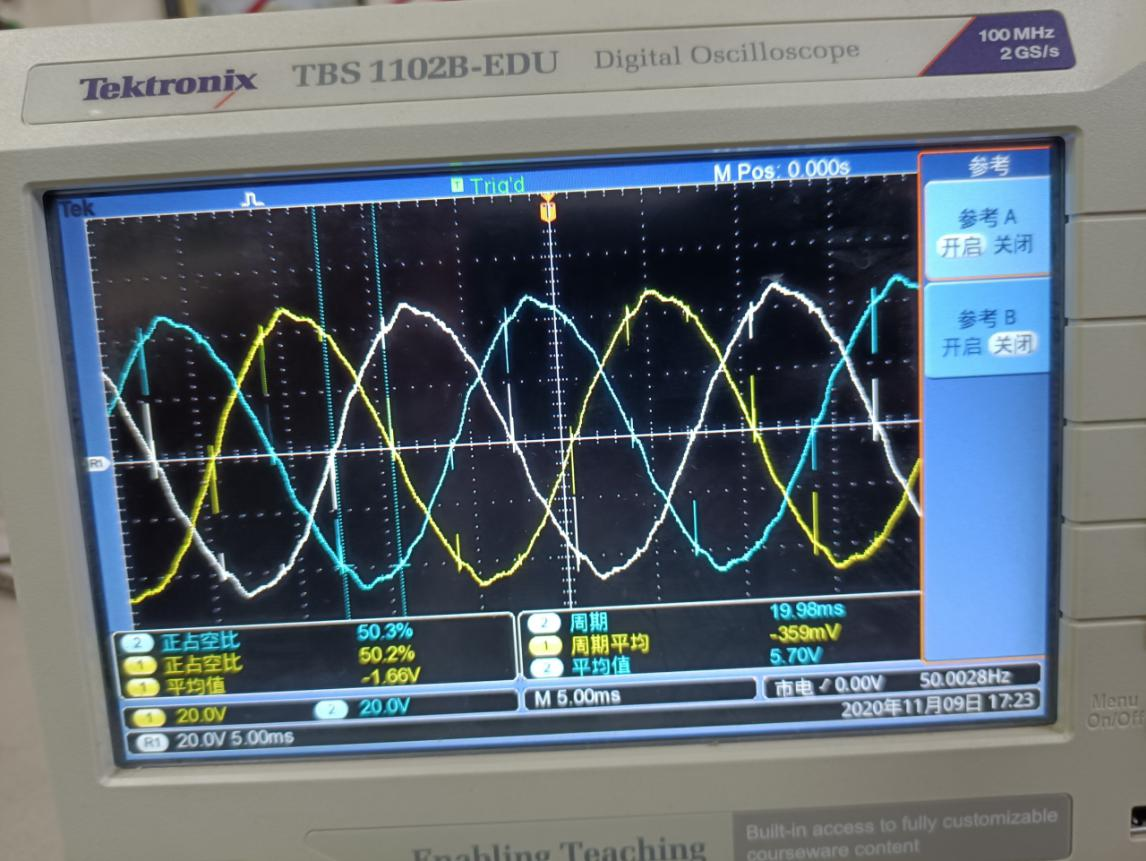 Tektronix TBS 1102B-EDU Digital Oscilloscope
100 MHz
2 GS/s
Tek
T Trig'd
M Pos: 0.000s
参考
T
参考 A
开启 关闭
参考 B
开启 关闭
R1
2 正占空比 50.3%
1 正占空比 50.2%
1 平均值 -1.66V
2 周期 19.98ms
1 周期平均 -359mV
2 平均值 5.70V
1 20.0V 2 20.0V
M 5.00ms
市电 0.00V 50.0028Hz
2020年11月09日 17:23
R1 20.0V 5.00ms
Menu
On/Off
Enabling Teaching
Built-in access to fully customizable
courseware content